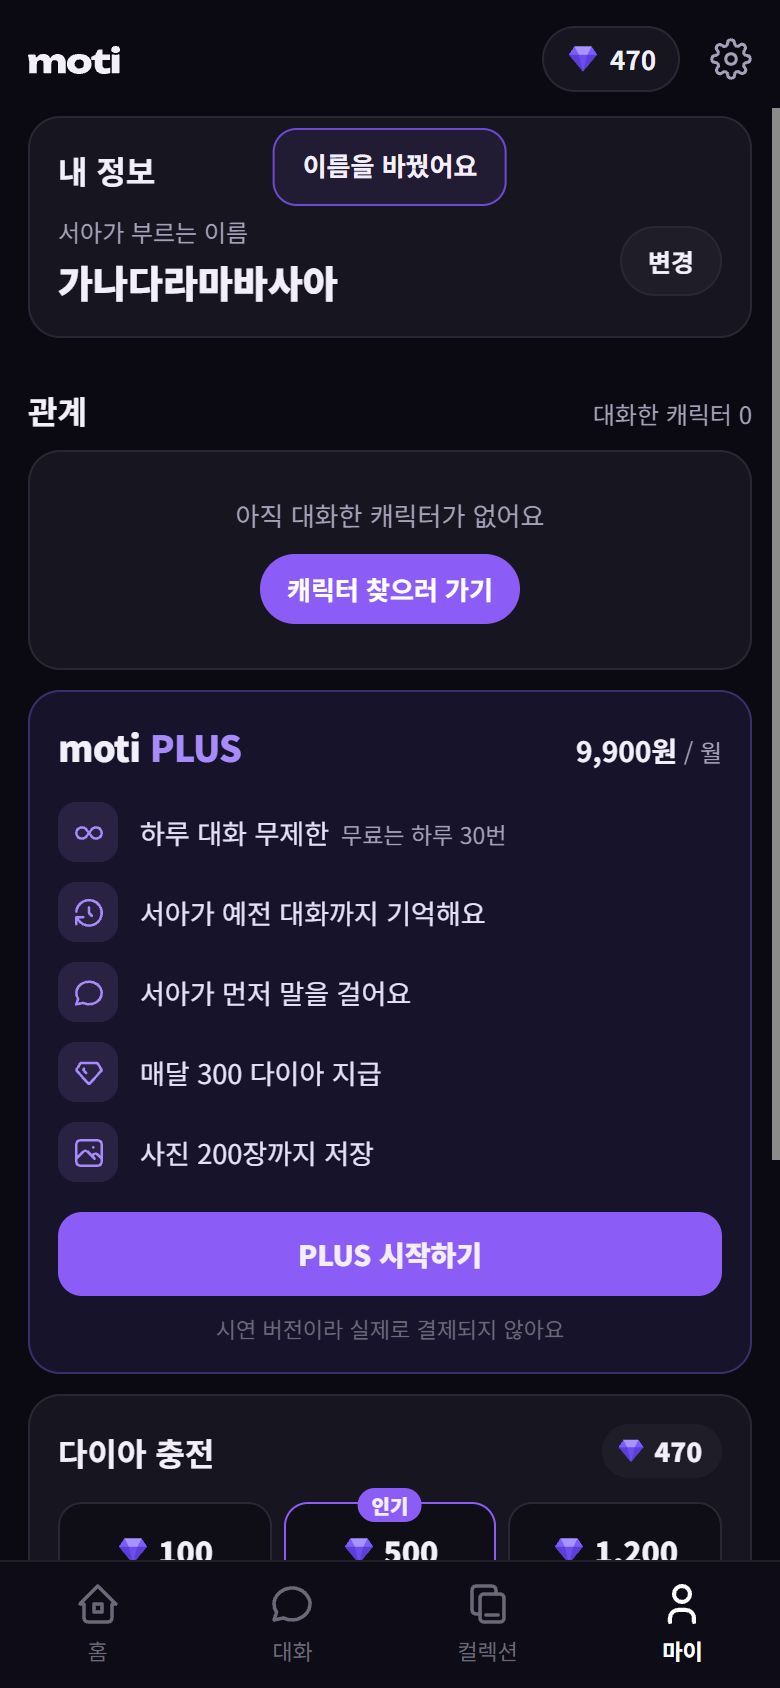 moti
470
내 정보
이름을 바꿨어요
서아가 부르는 이름
가나다라마바사아
변경
관계
대화한 캐릭터 0
아직 대화한 캐릭터가 없어요
캐릭터 찾으러 가기
moti PLUS
9,900원 / 월
하루 대화 무제한 무료는 하루 30번
서아가 예전 대화까지 기억해요
서아가 먼저 말을 걸어요
매달 300 다이아 지급
사진 200장까지 저장
PLUS 시작하기
시연 버전이라 실제로 결제되지 않아요
다이아 충전
470
인기
100
500
1,200
홈
대화
컬렉션
마이